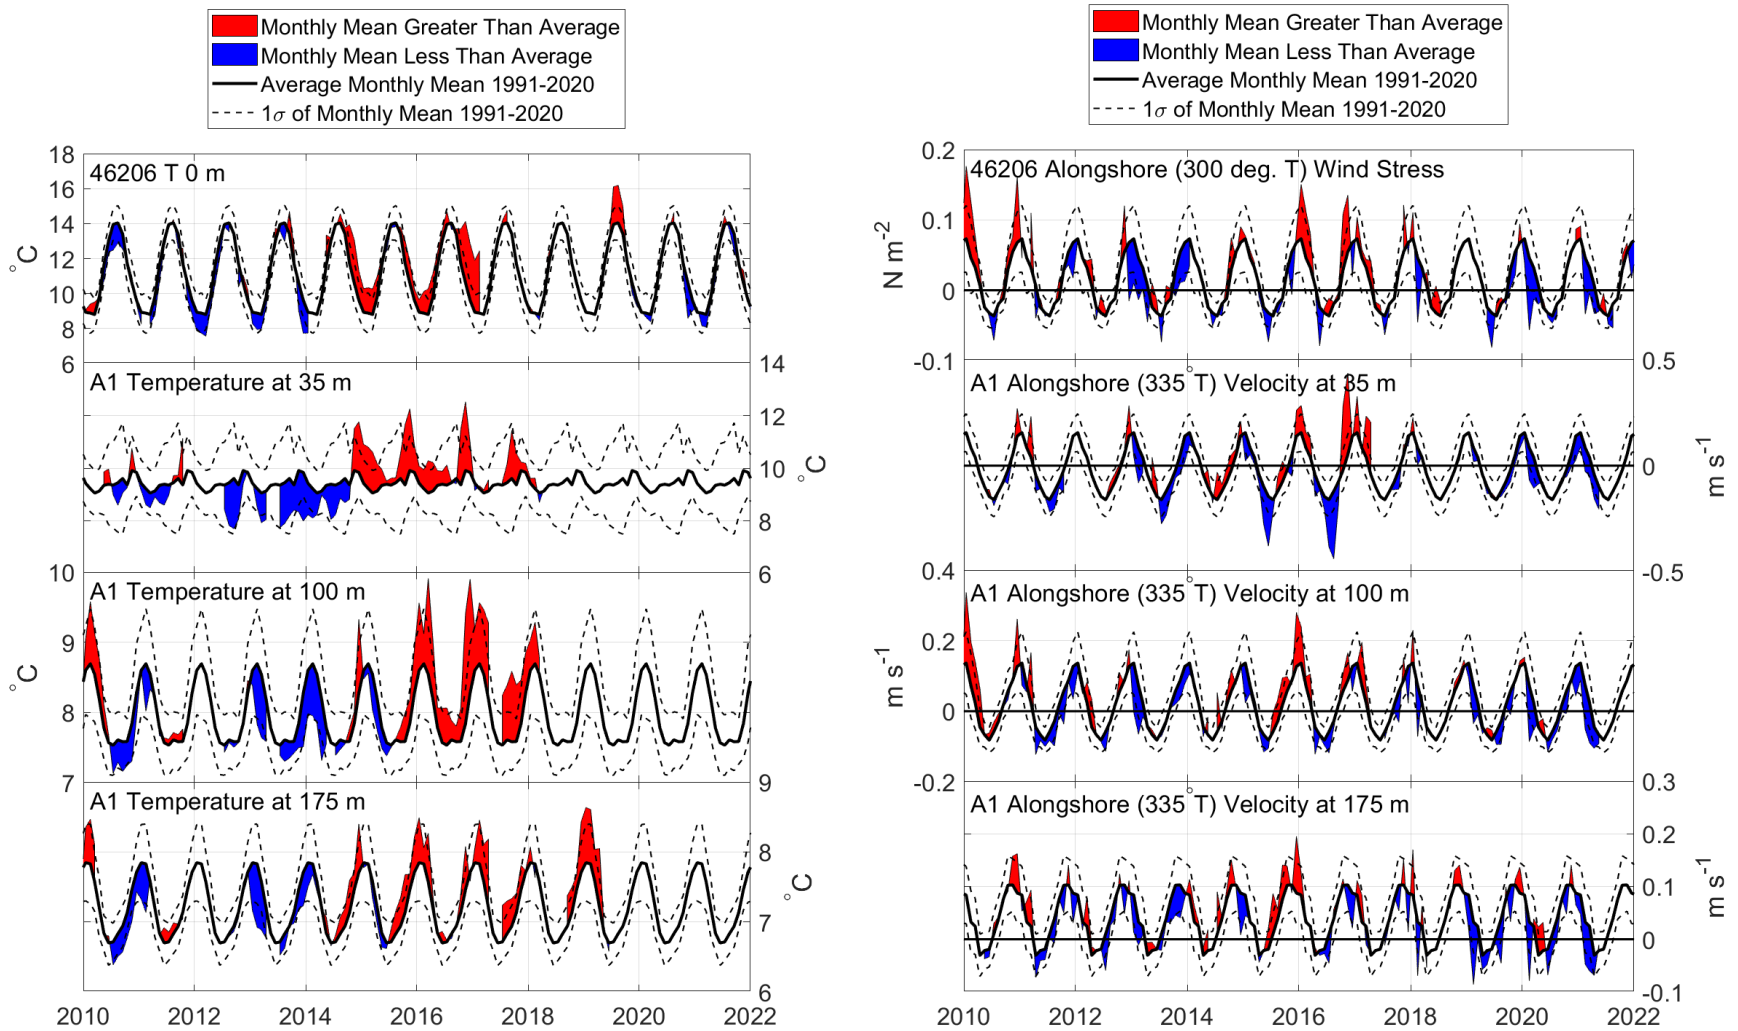 Monthly Mean Greater Than Average
Monthly Mean Less Than Average
Average Monthly Mean 1991-2020
1σ of Monthly Mean 1991-2020
18
46206 T 0 m
16
14
12
10
8
6
°C
14
A1 Temperature at 35 m
12
10
8
6
°C
10
A1 Temperature at 100 m
9
8
7
°C
9
A1 Temperature at 175 m
8
7
6
°C
2010 2012 2014 2016 2018 2020 2022
Monthly Mean Greater Than Average
Monthly Mean Less Than Average
Average Monthly Mean 1991-2020
1σ of Monthly Mean 1991-2020
0.2
46206 Alongshore (300 deg. T) Wind Stress
0.1
0
-0.1
N m-2
0.5
A1 Alongshore (335°T) Velocity at 35 m
0
-0.5
m s-1
0.4
A1 Alongshore (335°T) Velocity at 100 m
0.2
0
-0.2
m s-1
0.3
A1 Alongshore (335°T) Velocity at 175 m
0.2
0.1
0
-0.1
m s-1
2010 2012 2014 2016 2018 2020 2022